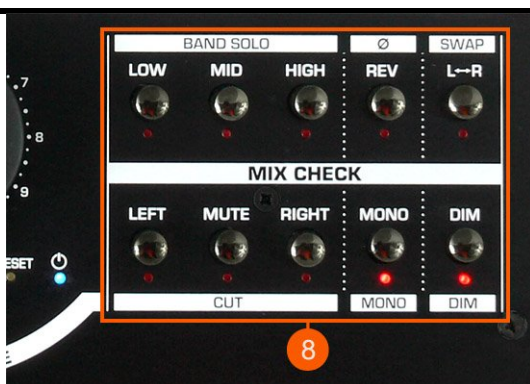 BAND SOLO Ø SWAP
LOW MID HIGH REV L↔R
7
8
9
MIX CHECK
LEFT MUTE RIGHT MONO DIM
ESET
CUT MONO DIM
E
8